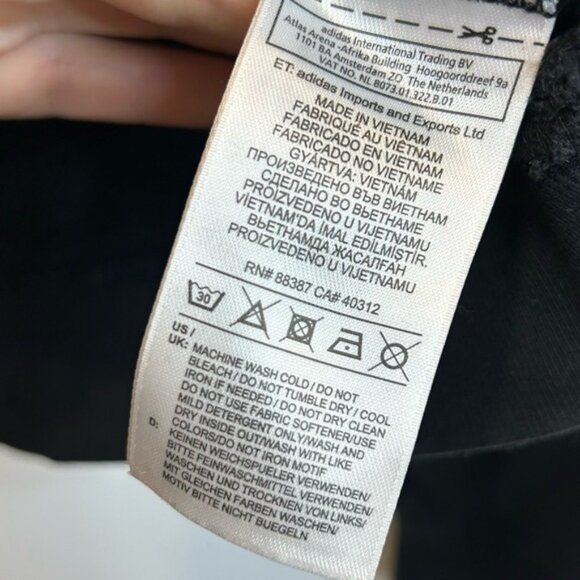 adidas International Trading BV
Atlas Arena -Afrika Building Hoogoorddreef 9a
1101 BA Amsterdam ZO The Netherlands
VAT NO. NL 8073.01.322.B.01
ET: adidas Imports and Exports Ltd
MADE IN VIETNAM
FABRIQUÉ AU VIÊTNAM
FABRICADO EN VIETNAM
FABRICADO NO VIETNAME
GYÁRTVA: VIETNÁM
ПРОИЗВЕДЕНО ВЪВ ВИЕТНАМ
СДЕЛАНО ВО ВЬЕТНАМЕ
PROIZVEDENO U VIJETNAMU
VİETNAM'DA İMAL EDİLMİŞTİR.
ВЬЕТНАМДА ЖАСАЛҒАН
PROIZVEDENO U VIJETNAMU
RN# 88387 CA# 40312
30
US /
UK: MACHINE WASH COLD / DO NOT
BLEACH / DO NOT TUMBLE DRY / COOL
IRON IF NEEDED / DO NOT DRY CLEAN
DO NOT USE FABRIC SOFTENER/USE
MILD DETERGENT ONLY/WASH AND
DRY INSIDE OUT/WASH WITH LIKE
COLORS/DO NOT IRON MOTIF
D: KEINEN WEICHSPUELER VERWENDEN/
BITTE FEINWASCHMITTEL VERWENDEN/
WASCHEN UND TROCKNEN VON LINKS/
MIT GLEICHEN FARBEN WASCHEN/
MOTIV BITTE NICHT BUEGELN